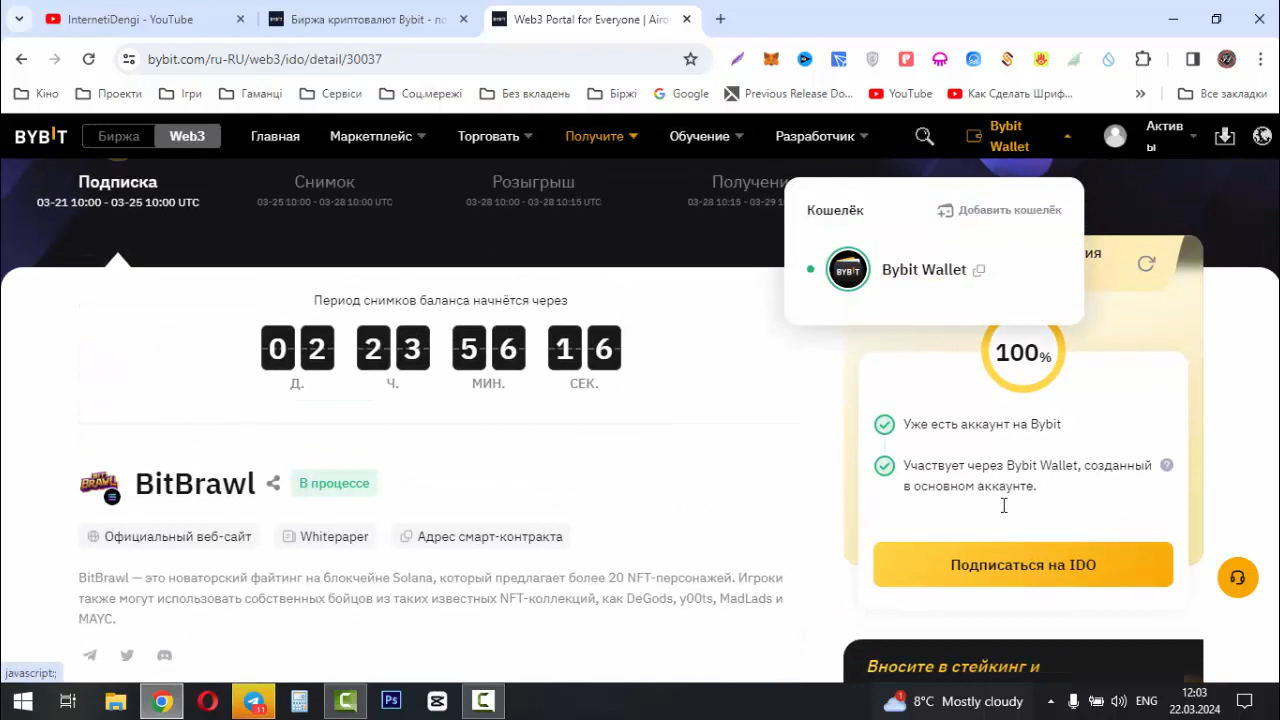 InternetiDengi - YouTube
Биржа криптовалют Bybit - по
Web3 Portal for Everyone | Aird
bybit.com/ru-RU/web3/ido/detail/30037
Кіно
Проекти
Ігри
Гаманці
Сервіси
Соц.мережі
Без вкладень
Біржі
Google
Previous Release Do...
YouTube
Как Сделать Шриф...
Все закладки
BYBIT
Биржа
Web3
Главная
Маркетплейс
Торговать
Получите
Обучение
Разработчик
Bybit
Wallet
Актив
ы
Подписка
03-21 10:00 - 03-25 10:00 UTC
Снимок
03-25 10:00 - 03-28 10:00 UTC
Розыгрыш
03-28 10:00 - 03-28 10:15 UTC
Получени
03-28 10:15 - 03-29 1
Кошелёк
Добавить кошелёк
BYBIT
Bybit Wallet
ия
Период снимков баланса начнётся через
02 23 56 16
Д. Ч. МИН. СЕК.
100%
Уже есть аккаунт на Bybit
Участвует через Bybit Wallet, созданный
в основном аккаунте.
Подписаться на IDO
BitBrawl
В процессе
Официальный веб-сайт
Whitepaper
Адрес смарт-контракта
BitBrawl — это новаторский файтинг на блокчейне Solana, который предлагает более 20 NFT-персонажей. Игроки
также могут использовать собственных бойцов из таких известных NFT-коллекций, как DeGods, y00ts, MadLads и
MAYC.
Вносите в стейкинг и
javascript:;
11
Ps
1
8°C Mostly cloudy
ENG
12:03
22.03.2024